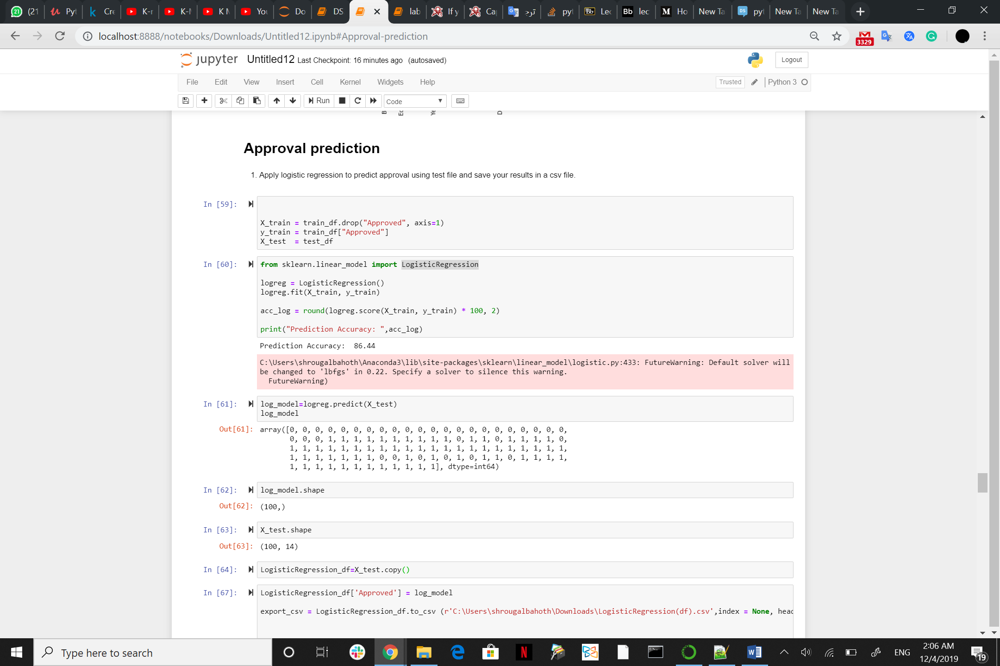 21 (21 Pyt Cre K-r K-N K N You Do DS lab If y Ca ترج pyt Lec lec Ho New Ta pyt New Ta New Ta
localhost:8888/notebooks/Downloads/Untitled12.ipynb#Approval-prediction
3329
jupyter Untitled12 Last Checkpoint: 16 minutes ago (autosaved)
Logout
File Edit View Insert Cell Kernel Widgets Help
Trusted Python 3
Run Code
Approval prediction
1. Apply logistic regression to predict approval using test file and save your results in a csv file.
In [59]:
X_train = train_df.drop("Approved", axis=1)
y_train = train_df["Approved"]
X_test = test_df
In [60]: from sklearn.linear_model import LogisticRegression
logreg = LogisticRegression()
logreg.fit(X_train, y_train)
acc_log = round(logreg.score(X_train, y_train) * 100, 2)
print("Prediction Accuracy: ",acc_log)
Prediction Accuracy: 86.44
C:\Users\shrougalbahoth\Anaconda3\lib\site-packages\sklearn\linear_model\logistic.py:433: FutureWarning: Default solver will
be changed to 'lbfgs' in 0.22. Specify a solver to silence this warning.
FutureWarning)
In [61]: log_model=logreg.predict(X_test)
log_model
Out[61]: array([0, 0, 0, 0, 0, 0, 0, 0, 0, 0, 0, 0, 0, 0, 0, 0, 0, 0, 0, 0, 0, 0,
0, 0, 0, 1, 1, 1, 1, 1, 1, 1, 1, 1, 1, 0, 1, 1, 0, 1, 1, 1, 1, 0,
1, 1, 1, 1, 1, 1, 1, 1, 1, 1, 1, 1, 1, 1, 1, 1, 1, 1, 1, 1, 1, 1,
1, 1, 1, 1, 1, 1, 1, 0, 0, 1, 0, 1, 0, 1, 0, 1, 1, 0, 1, 1, 1, 1,
1, 1, 1, 1, 1, 1, 1, 1, 1, 1, 1, 1], dtype=int64)
In [62]: log_model.shape
Out[62]: (100,)
In [63]: X_test.shape
Out[63]: (100, 14)
In [64]: LogisticRegression_df=X_test.copy()
In [67]: LogisticRegression_df['Approved'] = log_model
export_csv = LogisticRegression_df.to_csv (r'C:\Users\shrougalbahoth\Downloads\LogisticRegression(df).csv',index = None, head
Type here to search
ENG
2:06 AM
12/4/2019
19